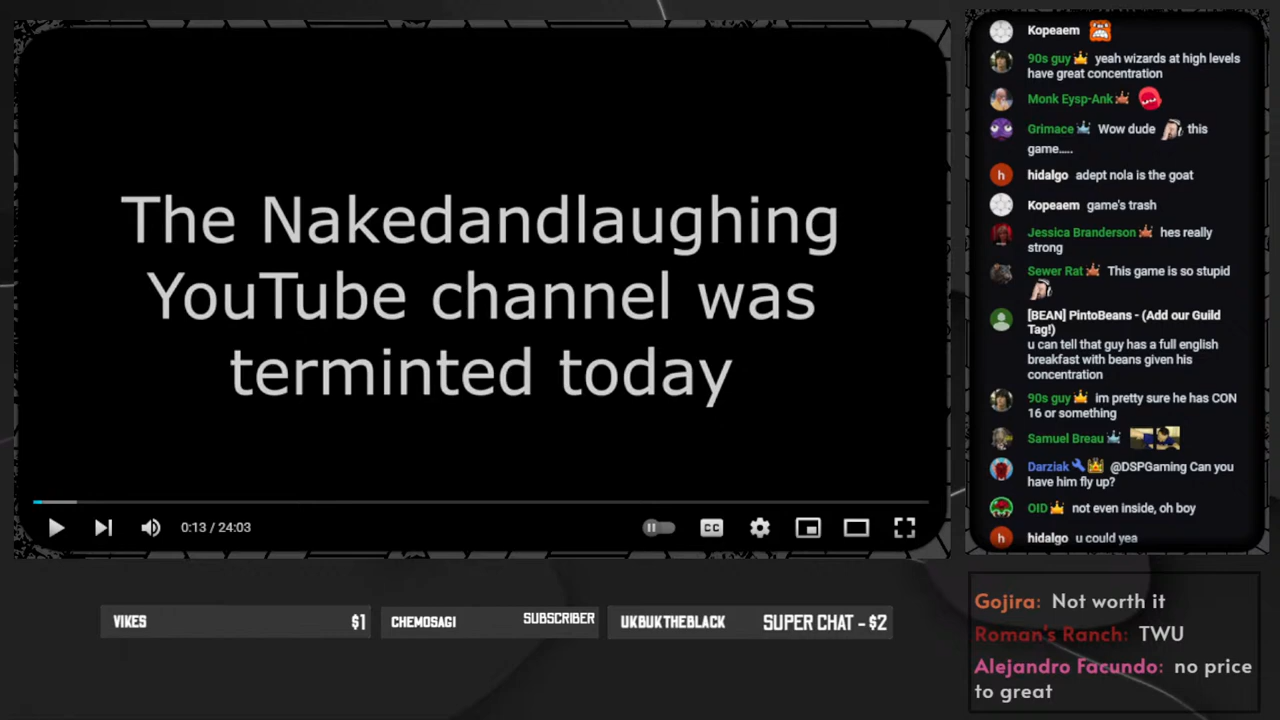 The Nakedandlaughing
YouTube channel was
terminted today
0:13 / 24:03
CC
VIKES $1
CHEMOSAGI SUBSCRIBER
UKBUKTHEBLACK SUPER CHAT - $2
Kopeaem
90s guy yeah wizards at high levels
have great concentration
Monk Eysp-Ank
Grimace Wow dude this
game.....
h
hidalgo adept nola is the goat
Kopeaem game's trash
Jessica Branderson hes really
strong
Sewer Rat This game is so stupid
[BEAN] PintoBeans - (Add our Guild
Tag!)
u can tell that guy has a full english
breakfast with beans given his
concentration
90s guy im pretty sure he has CON
16 or something
Samuel Breau
Darziak @DSPGaming Can you
have him fly up?
OID not even inside, oh boy
h
hidalgo u could yea
Gojira: Not worth it
Roman's Ranch: TWU
Alejandro Facundo: no price
to great